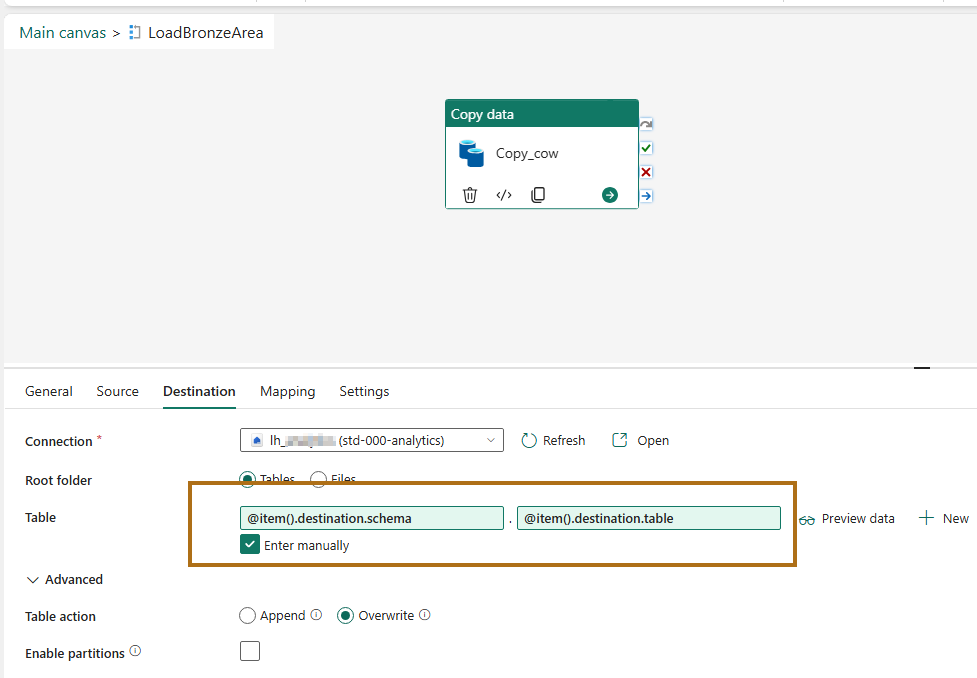 Main canvas > LoadBronzeArea
Copy data
Copy_cow
General Source Destination Mapping Settings
Connection * lh_ (std-000-analytics) Refresh Open
Root folder Tables Files
Table @item().destination.schema . @item().destination.table Preview data New
Enter manually
Advanced
Table action Append Overwrite
Enable partitions